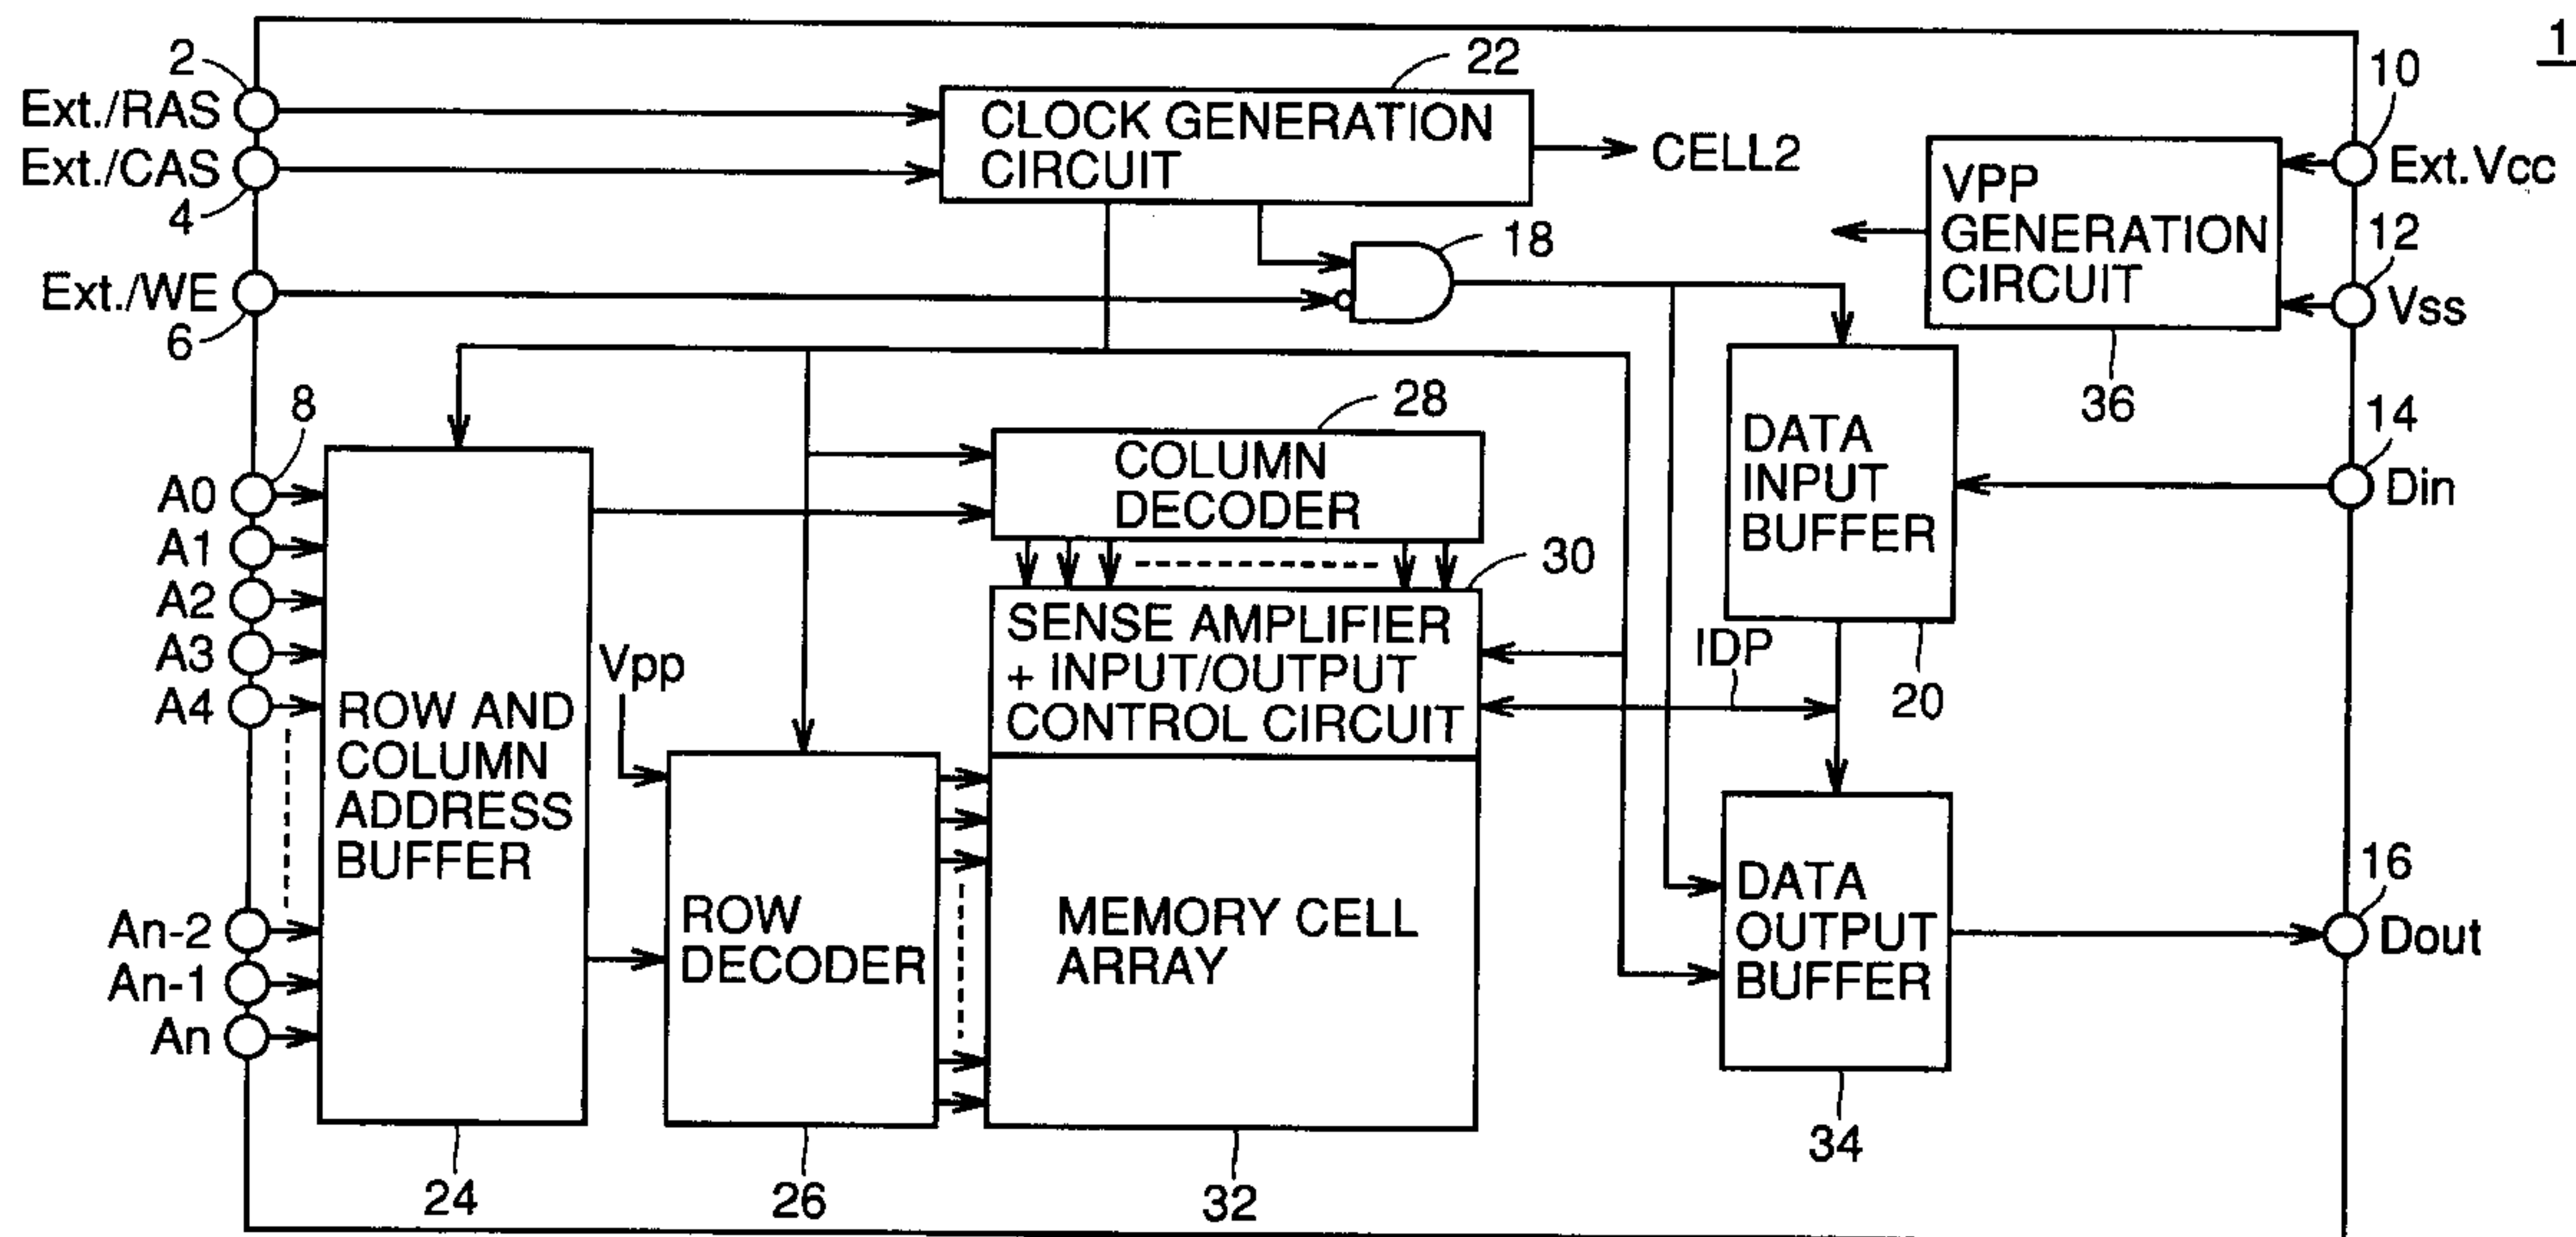 1
2
Ext./RAS
Ext./CAS
4
Ext./WE
6
22
CLOCK GENERATION
CIRCUIT
CELL2
18
10
Ext.Vcc
VPP
GENERATION
CIRCUIT
12
Vss
36
8
A0
A1
A2
A3
A4
An-2
An-1
An
ROW AND
COLUMN
ADDRESS
BUFFER
24
Vpp
ROW
DECODER
26
28
COLUMN
DECODER
30
SENSE AMPLIFIER
+ INPUT/OUTPUT
CONTROL CIRCUIT
MEMORY CELL
ARRAY
32
IDP
DATA
INPUT
BUFFER
20
14
Din
DATA
OUTPUT
BUFFER
34
16
Dout